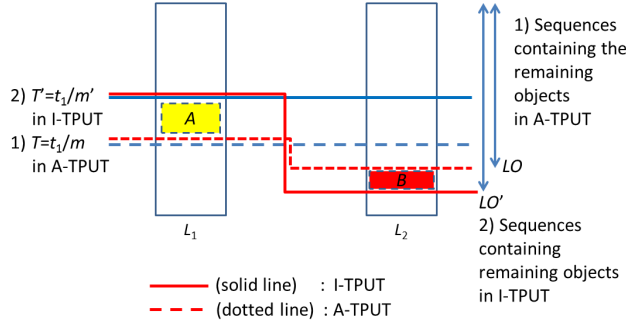 1) Sequences
containing the
remaining
objects
in A-TPUT
2) T'=t₁/m'
in I-TPUT
A
1) T=t₁/m
in A-TPUT
B
LO
LO'
L₁
L₂
2) Sequences
containing
remaining objects
in I-TPUT
(solid line) : I-TPUT
(dotted line) : A-TPUT